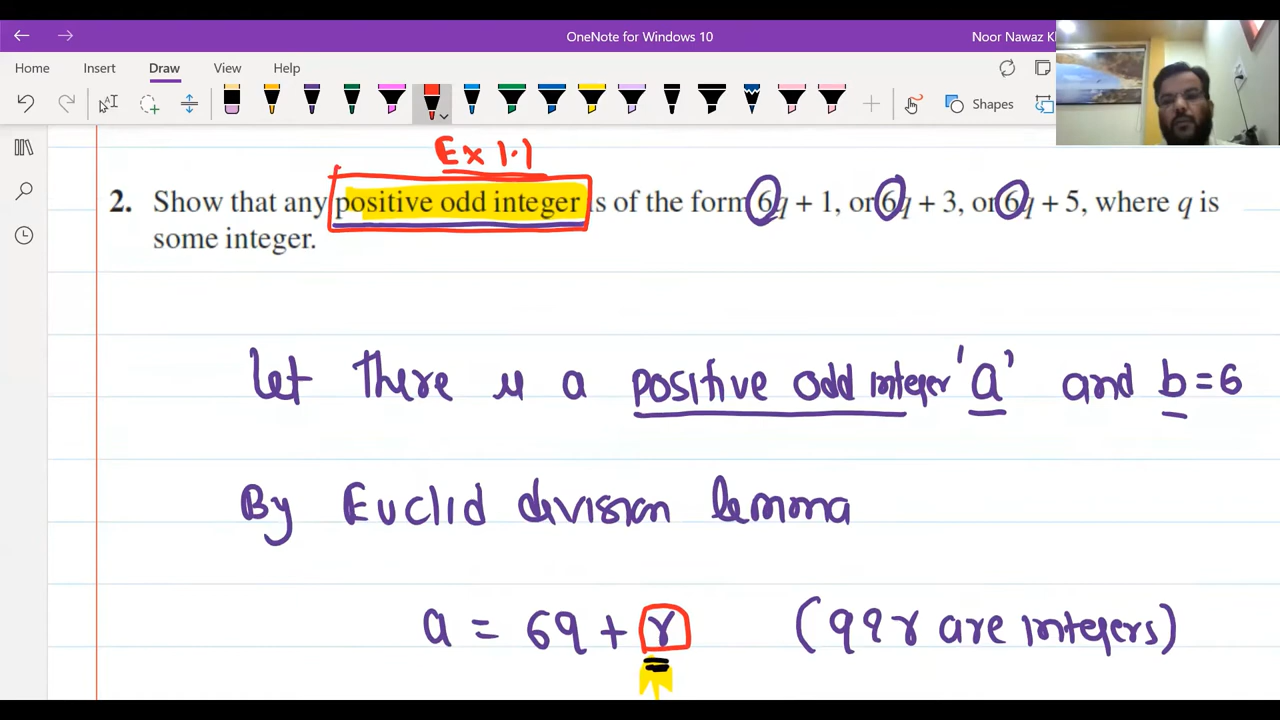 OneNote for Windows 10
Noor Nawaz K
Home Insert Draw View Help
Shapes
Ex 1.1
2. Show that any positive odd integer is of the form 6q + 1, or 6q + 3, or 6q + 5, where q is
some integer.
let there is a positive odd integer 'a' and b = 6
By Euclid division lemma
a = 6q + r (q & r are integers)